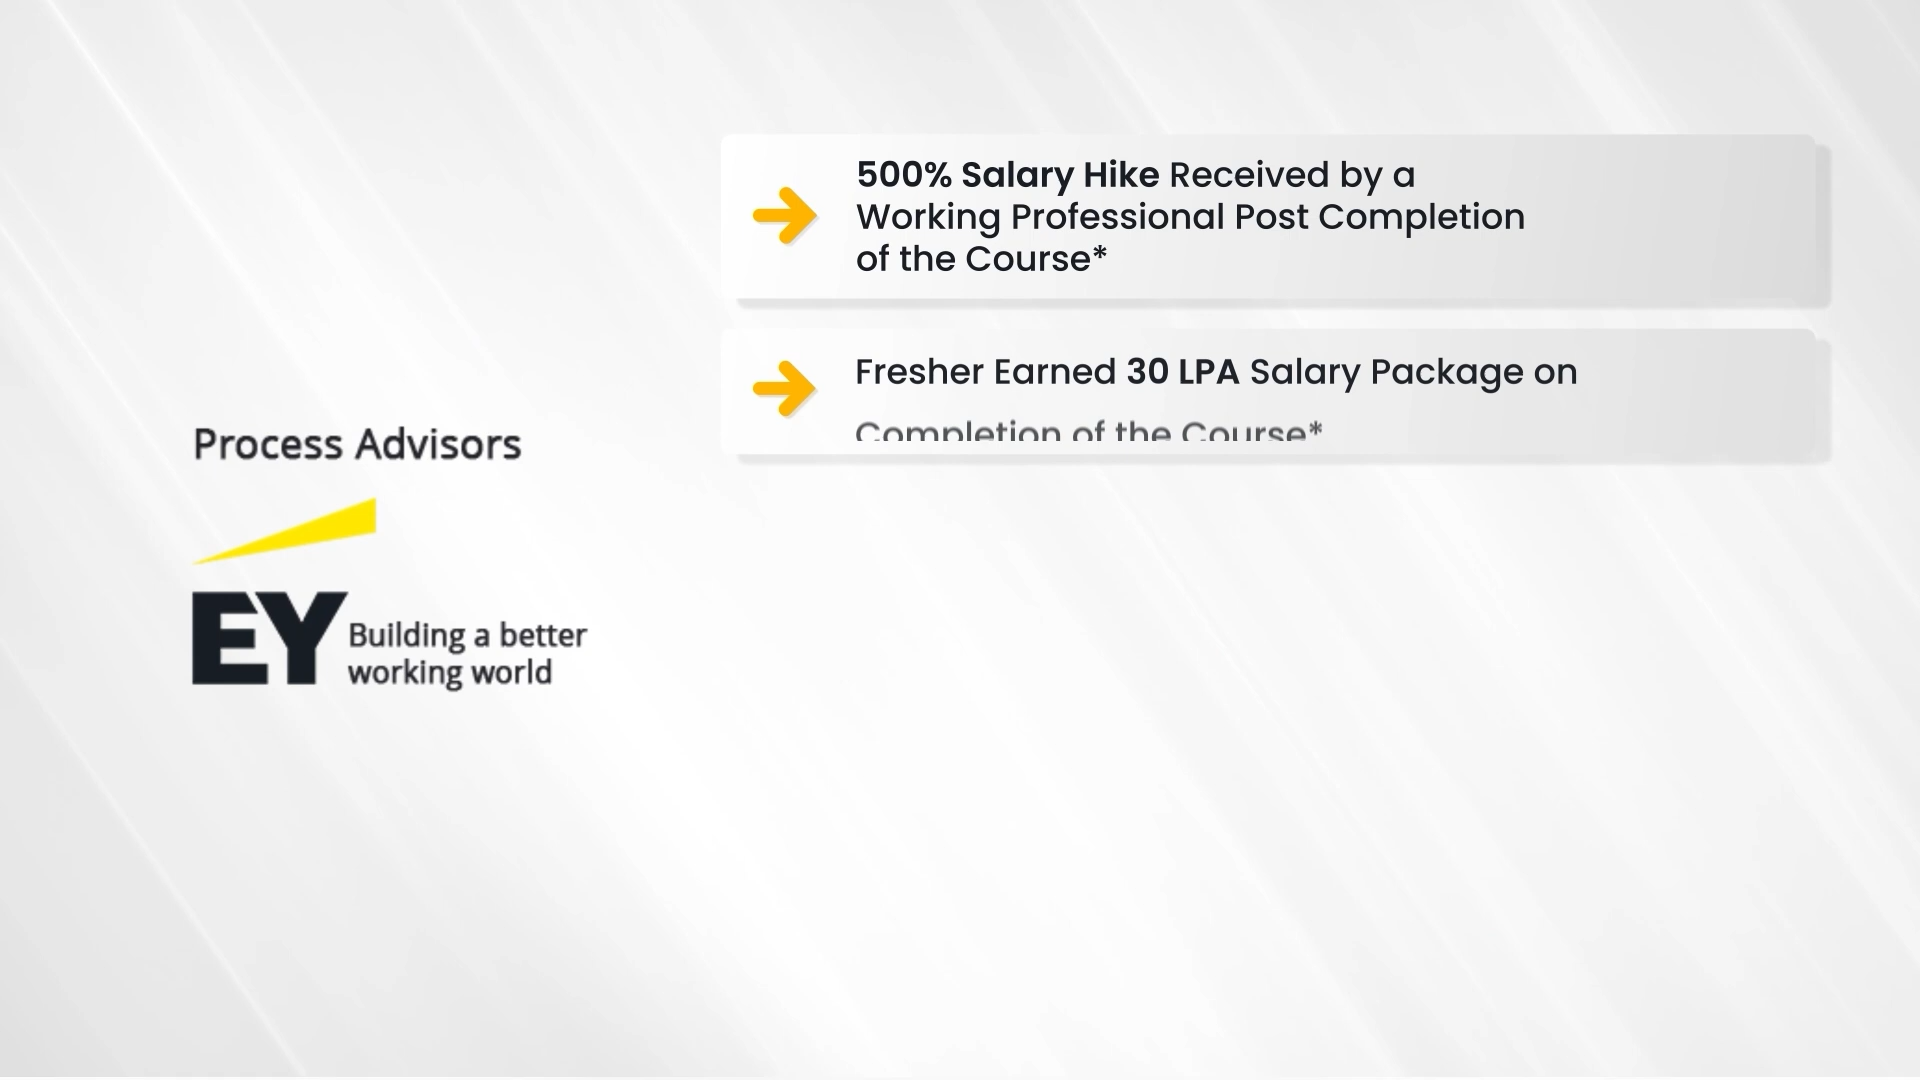 500% Salary Hike Received by a
Working Professional Post Completion
of the Course*
Fresher Earned 30 LPA Salary Package on
Completion of the Course*
Process Advisors
EY
Building a better
working world